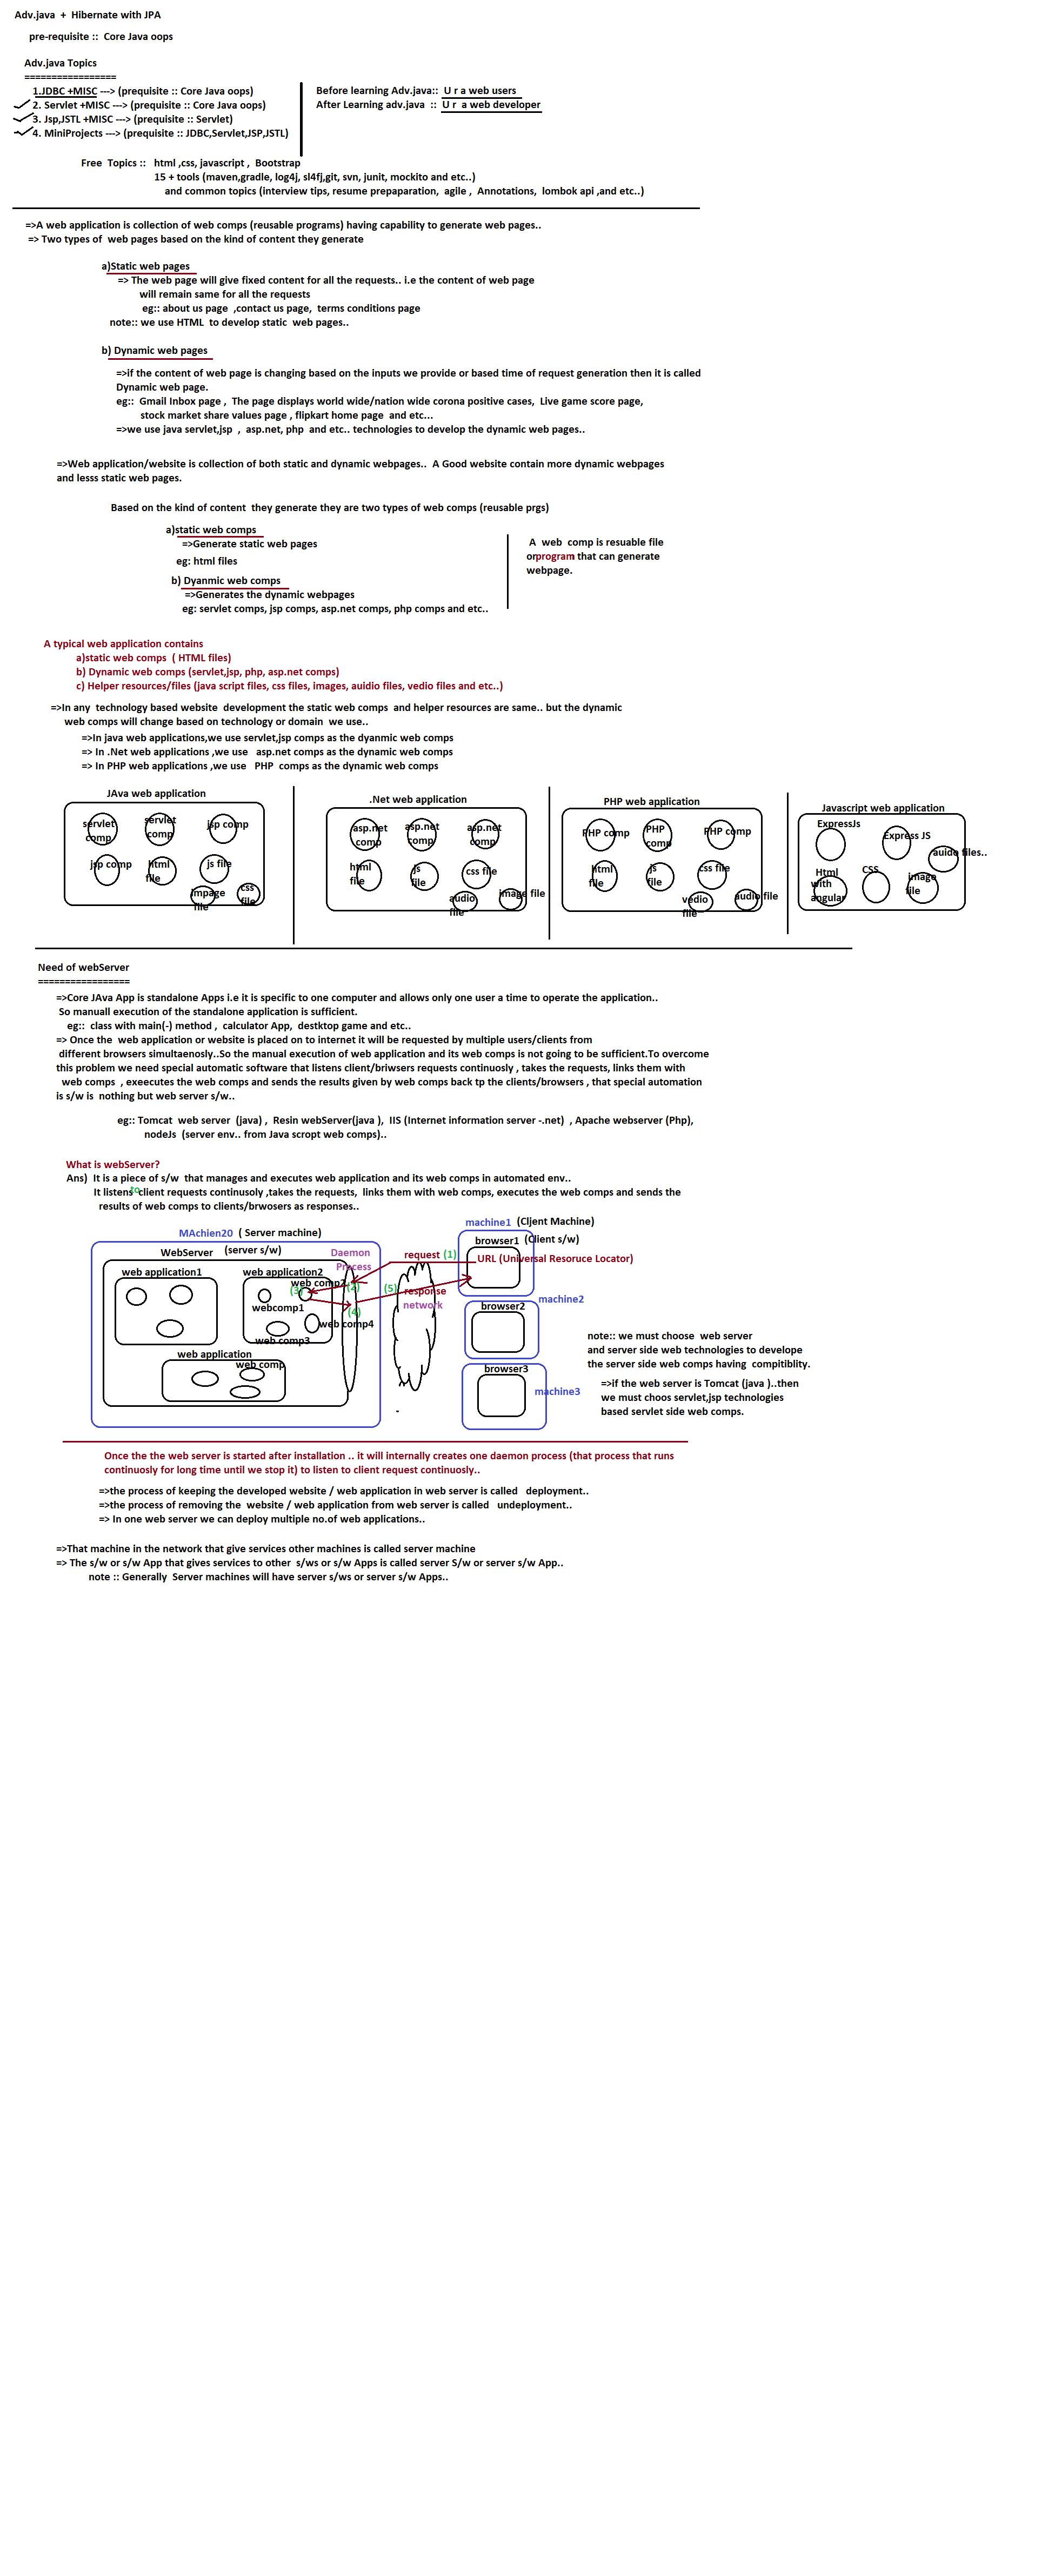 Adv.java + Hibernate with JPA
pre-requisite :: Core Java oops
Adv.java Topics
=================
1.JDBC +MISC ---> (prequisite :: Core Java oops)
2. Servlet +MISC ---> (prequisite :: Core Java oops)
3. Jsp,JSTL +MISC ---> (prequisite :: Servlet)
4. MiniProjects ---> (prequisite :: JDBC,Servlet,JSP,JSTL)
Before learning Adv.java:: U r a web users
After Learning adv.java :: U r a web developer
Free Topics :: html ,css, javascript , Bootstrap
15 + tools (maven,gradle, log4j, sl4fj,git, svn, junit, mockito and etc..)
and common topics (interview tips, resume prepaparation, agile , Annotations, lombok api ,and etc..)
=>A web application is collection of web comps (reusable programs) having capability to generate web pages..
=> Two types of web pages based on the kind of content they generate
a)Static web pages
=> The web page will give fixed content for all the requests.. i.e the content of web page
will remain same for all the requests
eg:: about us page ,contact us page, terms conditions page
note:: we use HTML to develop static web pages..
b) Dynamic web pages
=>if the content of web page is changing based on the inputs we provide or based time of request generation then it is called
Dynamic web page.
eg:: Gmail Inbox page , The page displays world wide/nation wide corona positive cases, Live game score page,
stock market share values page , flipkart home page and etc...
=>we use java servlet,jsp , asp.net, php and etc.. technologies to develop the dynamic web pages..
=>Web application/website is collection of both static and dynamic webpages.. A Good website contain more dynamic webpages
and lesss static web pages.
Based on the kind of content they generate they are two types of web comps (reusable prgs)
a)static web comps
=>Generate static web pages
eg: html files
b) Dyanmic web comps
=>Generates the dynamic webpages
eg: servlet comps, jsp comps, asp.net comps, php comps and etc..
A web comp is resuable file
orprogram that can generate
webpage.
A typical web application contains
a)static web comps ( HTML files)
b) Dynamic web comps (servlet,jsp, php, asp.net comps)
c) Helper resources/files (java script files, css files, images, auidio files, vedio files and etc..)
=>In any technology based website development the static web comps and helper resources are same.. but the dynamic
web comps will change based on technology or domain we use..
=>In java web applications,we use servlet,jsp comps as the dyanmic web comps
=> In .Net web applications ,we use asp.net comps as the dynamic web comps
=> In PHP web applications ,we use PHP comps as the dynamic web comps
JAva web application
servlet
comp
servlet
comp
jsp comp
jsp comp
html
file
js file
impage
file
css
file
.Net web application
asp.net
comp
asp.net
comp
asp.net
comp
html
file
js
file
css file
audio
file
image file
PHP web application
PHP comp
PHP
comp
PHP comp
html
file
js
file
css file
vedio
file
audio file
Javascript web application
ExpressJs
Express JS
auido files..
Html
with
angular
CSS
image
file
Need of webServer
=================
=>Core JAva App is standalone Apps i.e it is specific to one computer and allows only one user a time to operate the application..
So manuall execution of the standalone application is sufficient.
eg:: class with main(-) method , calculator App, destktop game and etc..
=> Once the web application or website is placed on to internet it will be requested by multiple users/clients from
different browsers simultaenosly..So the manual execution of web application and its web comps is not going to be sufficient.To overcome
this problem we need special automatic software that listens client/briwsers requests continuosly , takes the requests, links them with
web comps , exeecutes the web comps and sends the results given by web comps back tp the clients/browsers , that special automation
is s/w is nothing but web server s/w..
eg:: Tomcat web server (java) , Resin webServer(java ), IIS (Internet information server -.net) , Apache webserver (Php),
nodeJs (server env.. from Java scropt web comps)..
What is webServer?
Ans) It is a piece of s/w that manages and executes web application and its web comps in automated env..
It listens to client requests continusoly ,takes the requests, links them with web comps, executes the web comps and sends the
results of web comps to clients/brwosers as responses..
MAchien20 ( Server machine)
WebServer (server s/w)
Daemon
Process
web application1
web application2
web comp2
webcomp1
web comp4
web comp3
web application
web comp
request (1)
(2)
(3)
(4)
(5) response
network
machine1 (Cljent Machine)
browser1 (Client s/w)
URL (Universal Resoruce Locator)
browser2
machine2
browser3
machine3
note:: we must choose web server
and server side web technologies to develope
the server side web comps having compitiblity.
=>if the web server is Tomcat (java )..then
we must choos servlet,jsp technologies
based servlet side web comps.
Once the the web server is started after installation .. it will internally creates one daemon process (that process that runs
continuosly for long time until we stop it) to listen to client request continuosly..
=>the process of keeping the developed website / web application in web server is called deployment..
=>the process of removing the website / web application from web server is called undeployment..
=> In one web server we can deploy multiple no.of web applications..
=>That machine in the network that give services other machines is called server machine
=> The s/w or s/w App that gives services to other s/ws or s/w Apps is called server S/w or server s/w App..
note :: Generally Server machines will have server s/ws or server s/w Apps..